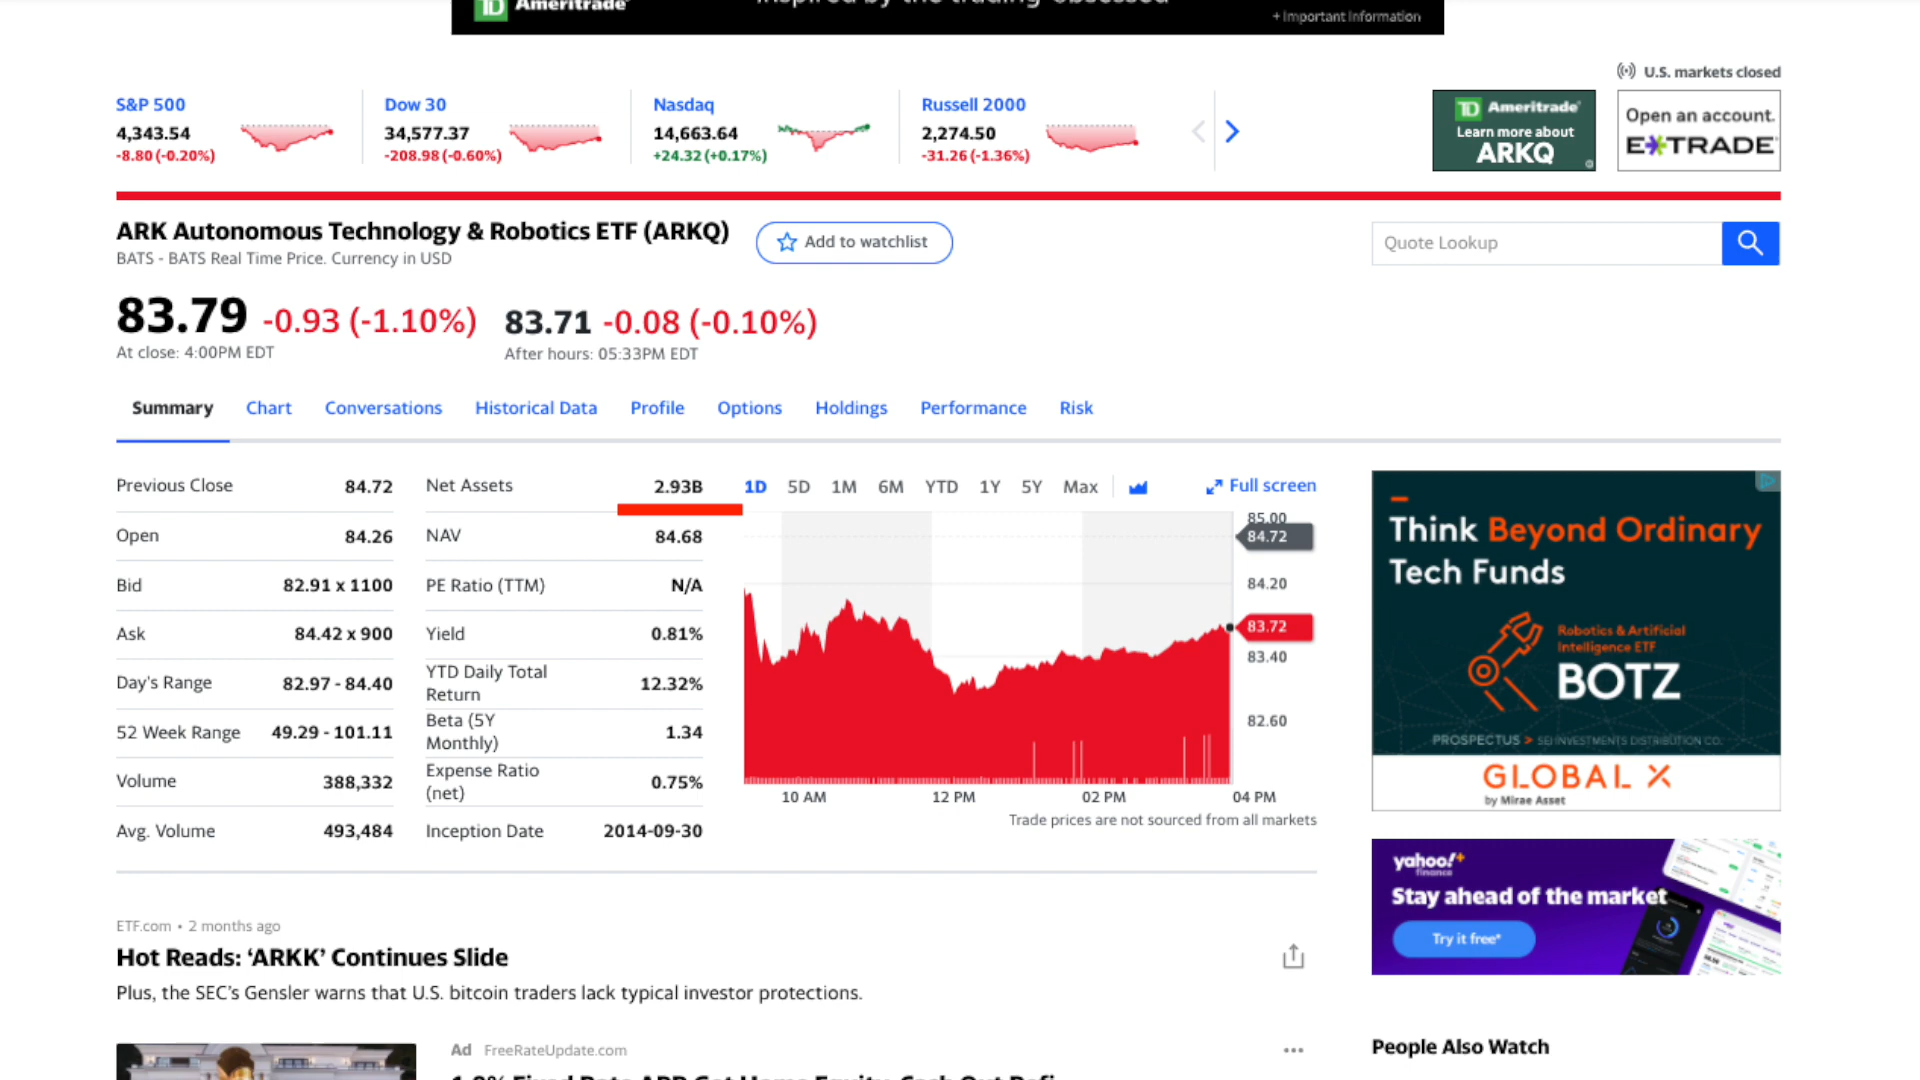 TD Ameritrade
Inspired by the trading-obsessed
+ Important Information
U.S. markets closed
S&P 500
4,343.54
-8.80 (-0.20%)
Dow 30
34,577.37
-208.98 (-0.60%)
Nasdaq
14,663.64
+24.32 (+0.17%)
Russell 2000
2,274.50
-31.26 (-1.36%)
TD Ameritrade
Learn more about
ARKQ
Open an account.
E*TRADE
ARK Autonomous Technology & Robotics ETF (ARKQ)
BATS - BATS Real Time Price. Currency in USD
Add to watchlist
Quote Lookup
83.79 -0.93 (-1.10%)
At close: 4:00PM EDT
83.71 -0.08 (-0.10%)
After hours: 05:33PM EDT
Summary Chart Conversations Historical Data Profile Options Holdings Performance Risk
Previous Close 84.72
Open 84.26
Bid 82.91 x 1100
Ask 84.42 x 900
Day's Range 82.97 - 84.40
52 Week Range 49.29 - 101.11
Volume 388,332
Avg. Volume 493,484
Net Assets 2.93B
NAV 84.68
PE Ratio (TTM) N/A
Yield 0.81%
YTD Daily Total
Return 12.32%
Beta (5Y
Monthly) 1.34
Expense Ratio
(net) 0.75%
Inception Date 2014-09-30
1D 5D 1M 6M YTD 1Y 5Y Max
Full screen
85.00
84.72
84.20
83.72
83.40
82.60
10 AM 12 PM 02 PM 04 PM
Trade prices are not sourced from all markets
Think Beyond Ordinary
Tech Funds
Robotics & Artificial
Intelligence ETF
BOTZ
PROSPECTUS > SEI INVESTMENTS DISTRIBUTION CO.
GLOBAL X
by Mirae Asset
yahoo!+
finance
Stay ahead of the market
Try it free*
ETF.com • 2 months ago
Hot Reads: ‘ARKK’ Continues Slide
Plus, the SEC’s Gensler warns that U.S. bitcoin traders lack typical investor protections.
Ad FreeRateUpdate.com
People Also Watch